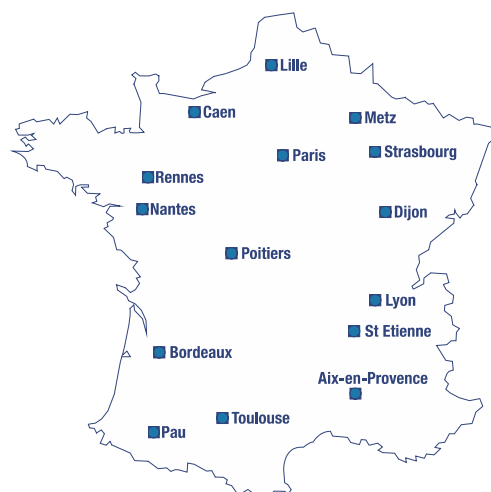 Lille
Caen
Metz
Paris
Strasbourg
Rennes
Nantes
Dijon
Poitiers
Lyon
St Etienne
Bordeaux
Aix-en-Provence
Toulouse
Pau